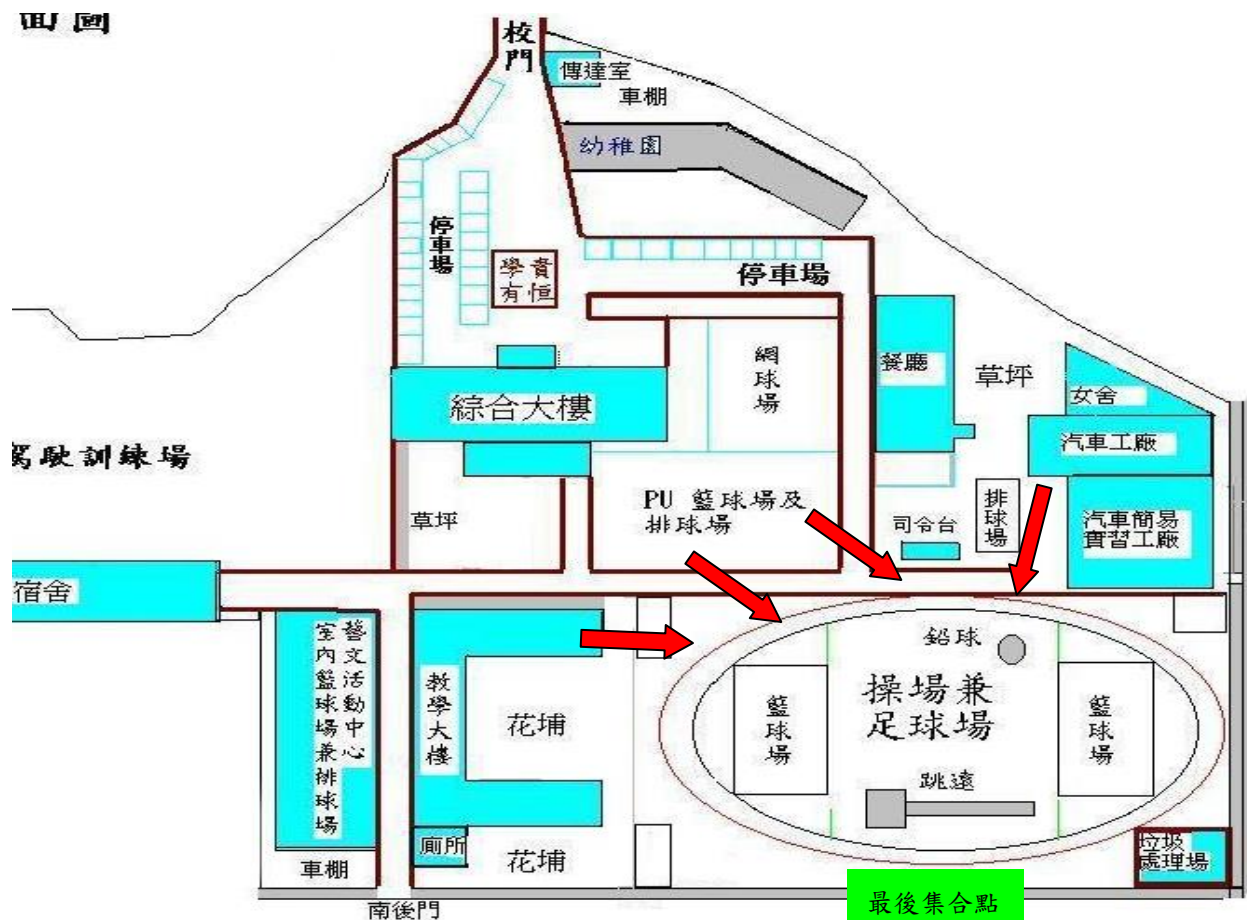 面圖
校
門
傳達室
車棚
幼稚園
停
車
場
學貴
有恒
停車場
網
球
場
餐廳
草坪
女舍
綜合大樓
汽車工廠
駕駛訓練場
PU 籃球場及
排球場
草坪
司令台
排
球
場
汽車簡易
實習工廠
宿舍
藝文活動中心
室內籃球場兼排球場
教
學
大
樓
花埔
鉛球
操場兼
足球場
籃
球
場
籃
球
場
跳遠
廁所
花埔
車棚
垃圾
處理場
南後門
最後集合點